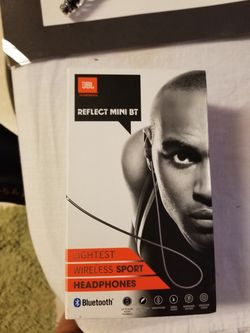 JBL
REFLECT MINI BT
LIGHTEST
WIRELESS SPORT
HEADPHONES
Bluetooth